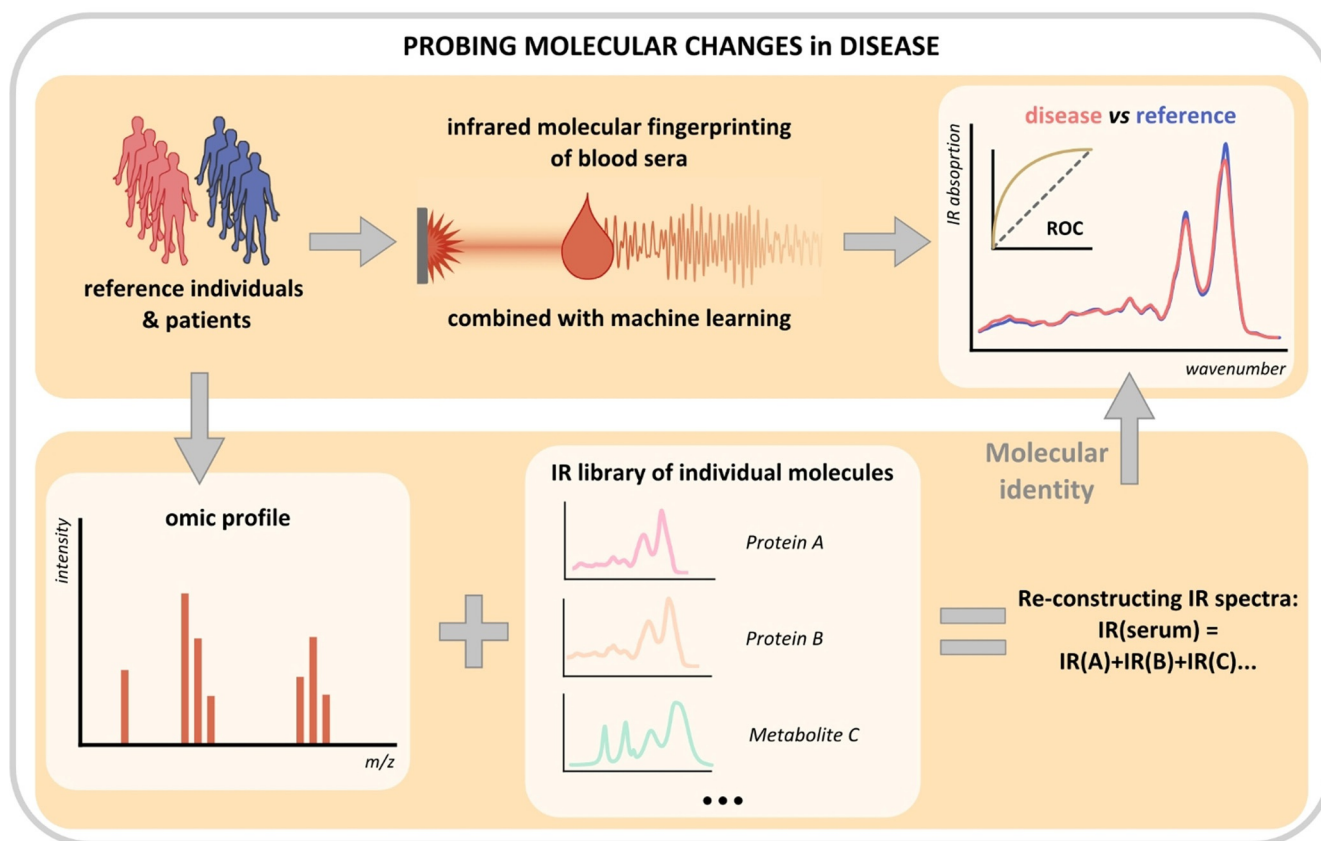 PROBING MOLECULAR CHANGES in DISEASE
reference individuals
& patients
infrared molecular fingerprinting
of blood sera
combined with machine learning
disease vs reference
IR absoprtion
ROC
wavenumber
omic profile
intensity
m/z
IR library of individual molecules
Protein A
Protein B
Metabolite C
...
Molecular
identity
Re-constructing IR spectra:
IR(serum) =
IR(A)+IR(B)+IR(C)...